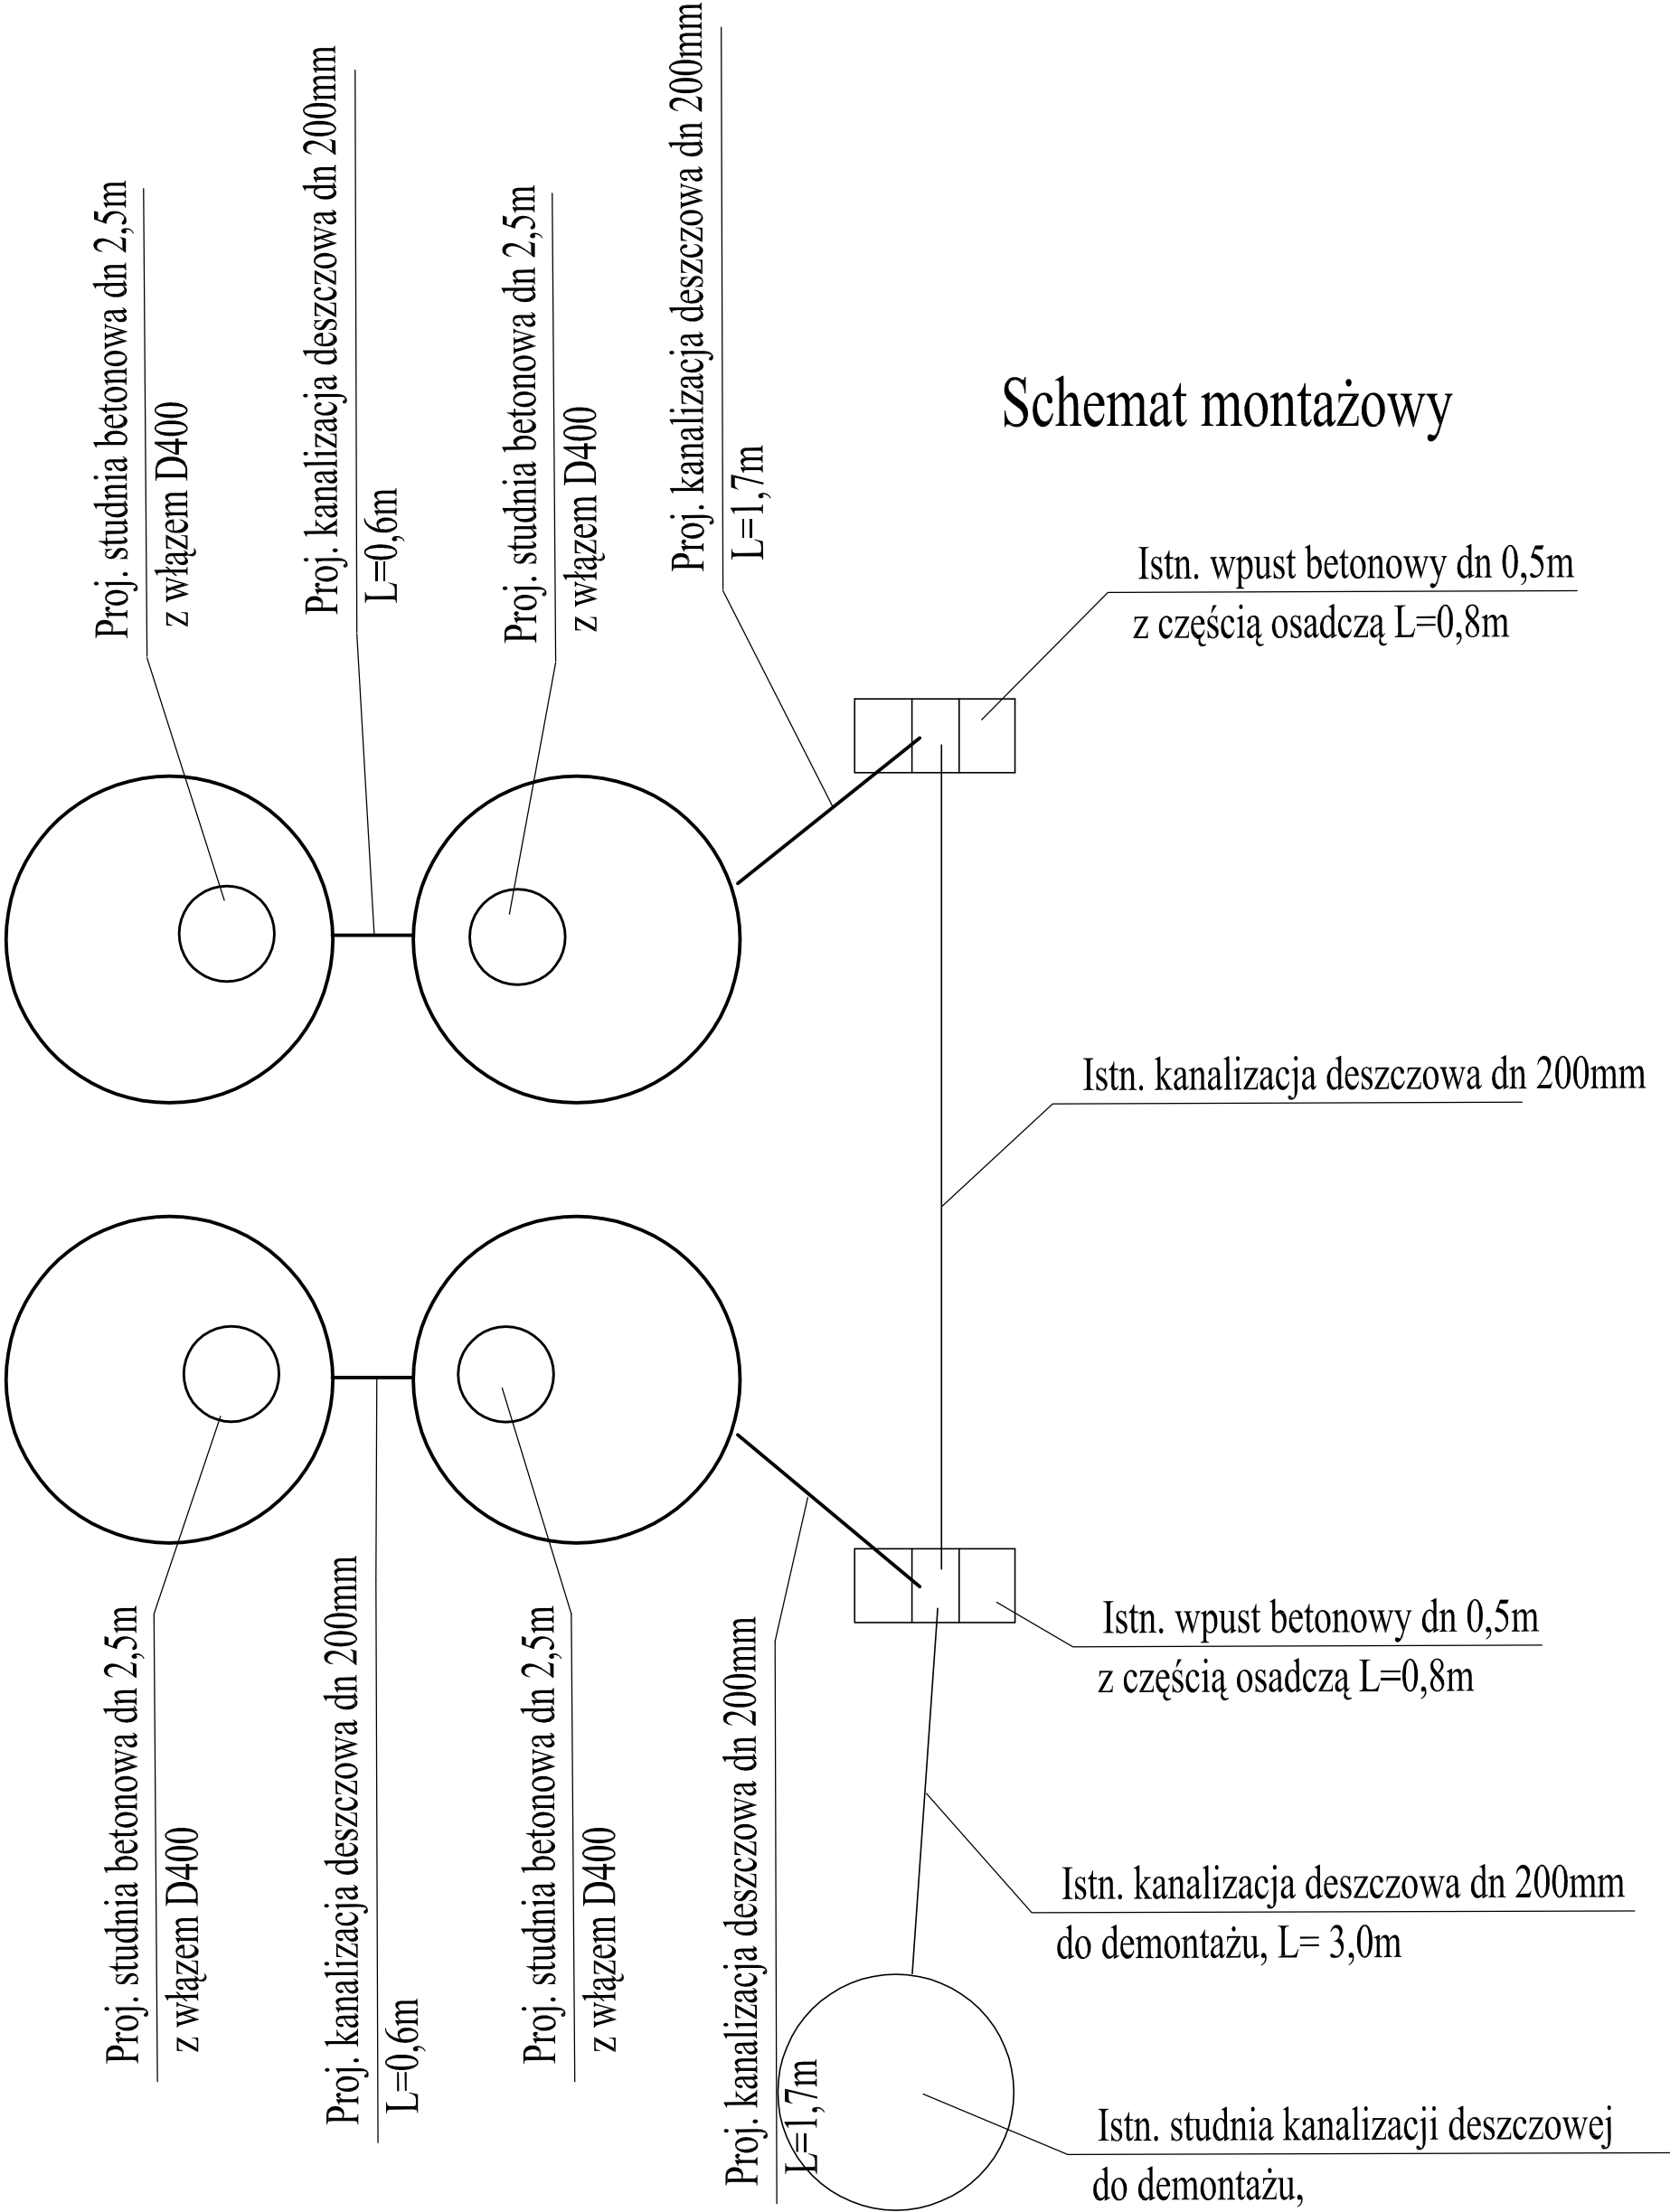 Proj. studnia betonowa dn 2,5m
z włązem D400
Proj. kanalizacja deszczowa dn 200mm
L=0,6m
Proj. studnia betonowa dn 2,5m
z włązem D400
Proj. kanalizacja deszczowa dn 200mm
L=1,7m
Schemat montażowy
Istn. wpust betonowy dn 0,5m
z częścią osadczą L=0,8m
Istn. kanalizacja deszczowa dn 200mm
Proj. studnia betonowa dn 2,5m
z włązem D400
Proj. kanalizacja deszczowa dn 200mm
L=0,6m
Proj. studnia betonowa dn 2,5m
z włązem D400
Proj. kanalizacja deszczowa dn 200mm
L=1,7m
Istn. wpust betonowy dn 0,5m
z częścią osadczą L=0,8m
Istn. kanalizacja deszczowa dn 200mm
do demontażu, L= 3,0m
Istn. studnia kanalizacji deszczowej
do demontażu,